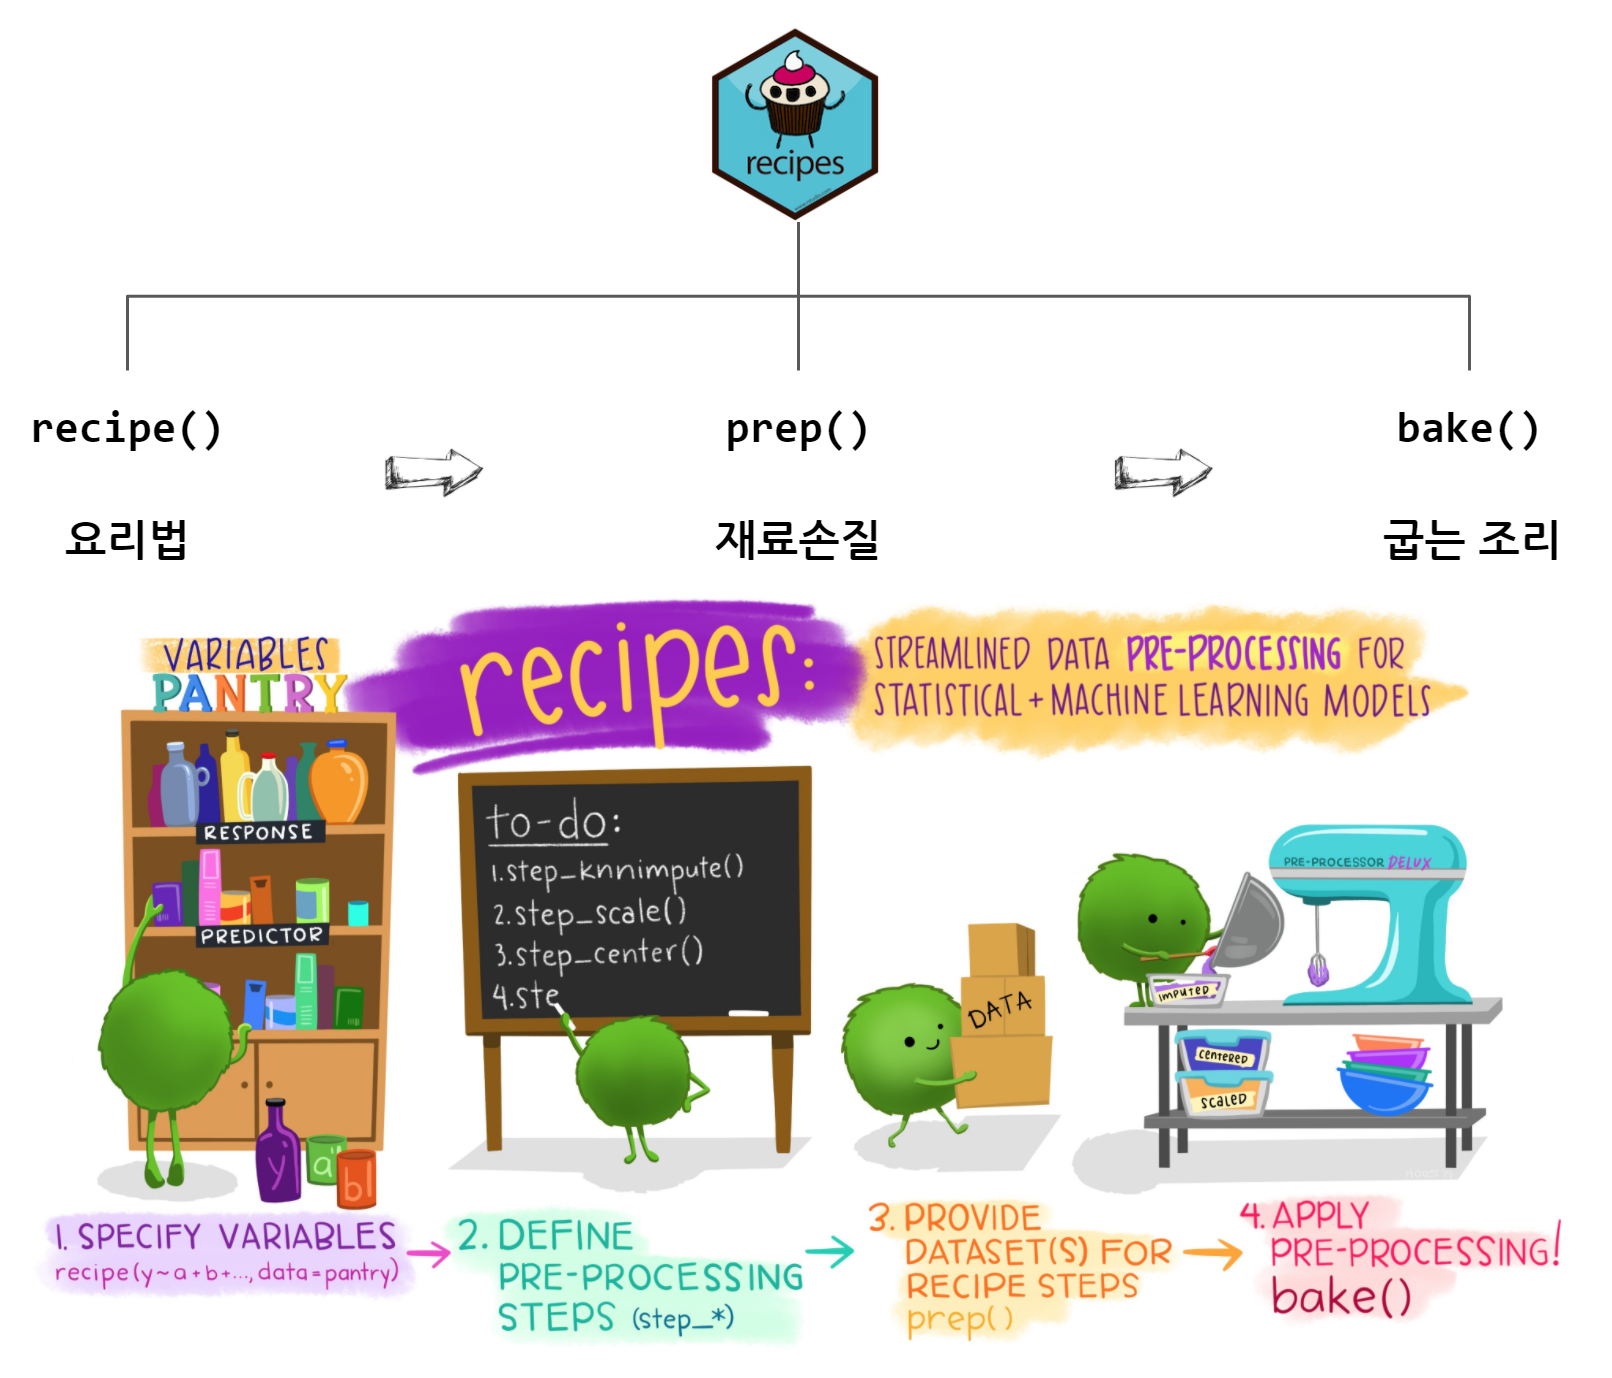 recipes
recipe()
prep()
bake()
요리법
재료손질
굽는 조리
VARIABLES
PANTRY
recipes:
STREAMLINED DATA PRE-PROCESSING FOR
STATISTICAL + MACHINE LEARNING MODELS
RESPONSE
PREDICTOR
y
a
b
to-do:
1.step_knnimpute()
2.step_scale()
3.step_center()
4.ste
DATA
PRE-PROCESSOR DELUX
IMPUTED
CENTERED
SCALED
1. SPECIFY VARIABLES
recipe(y~a+b+..., data=pantry)
2. DEFINE
PRE-PROCESSING
STEPS (step_*)
3. PROVIDE
DATASET(S) FOR
RECIPE STEPS
prep()
4. APPLY
PRE-PROCESSING!
bake()